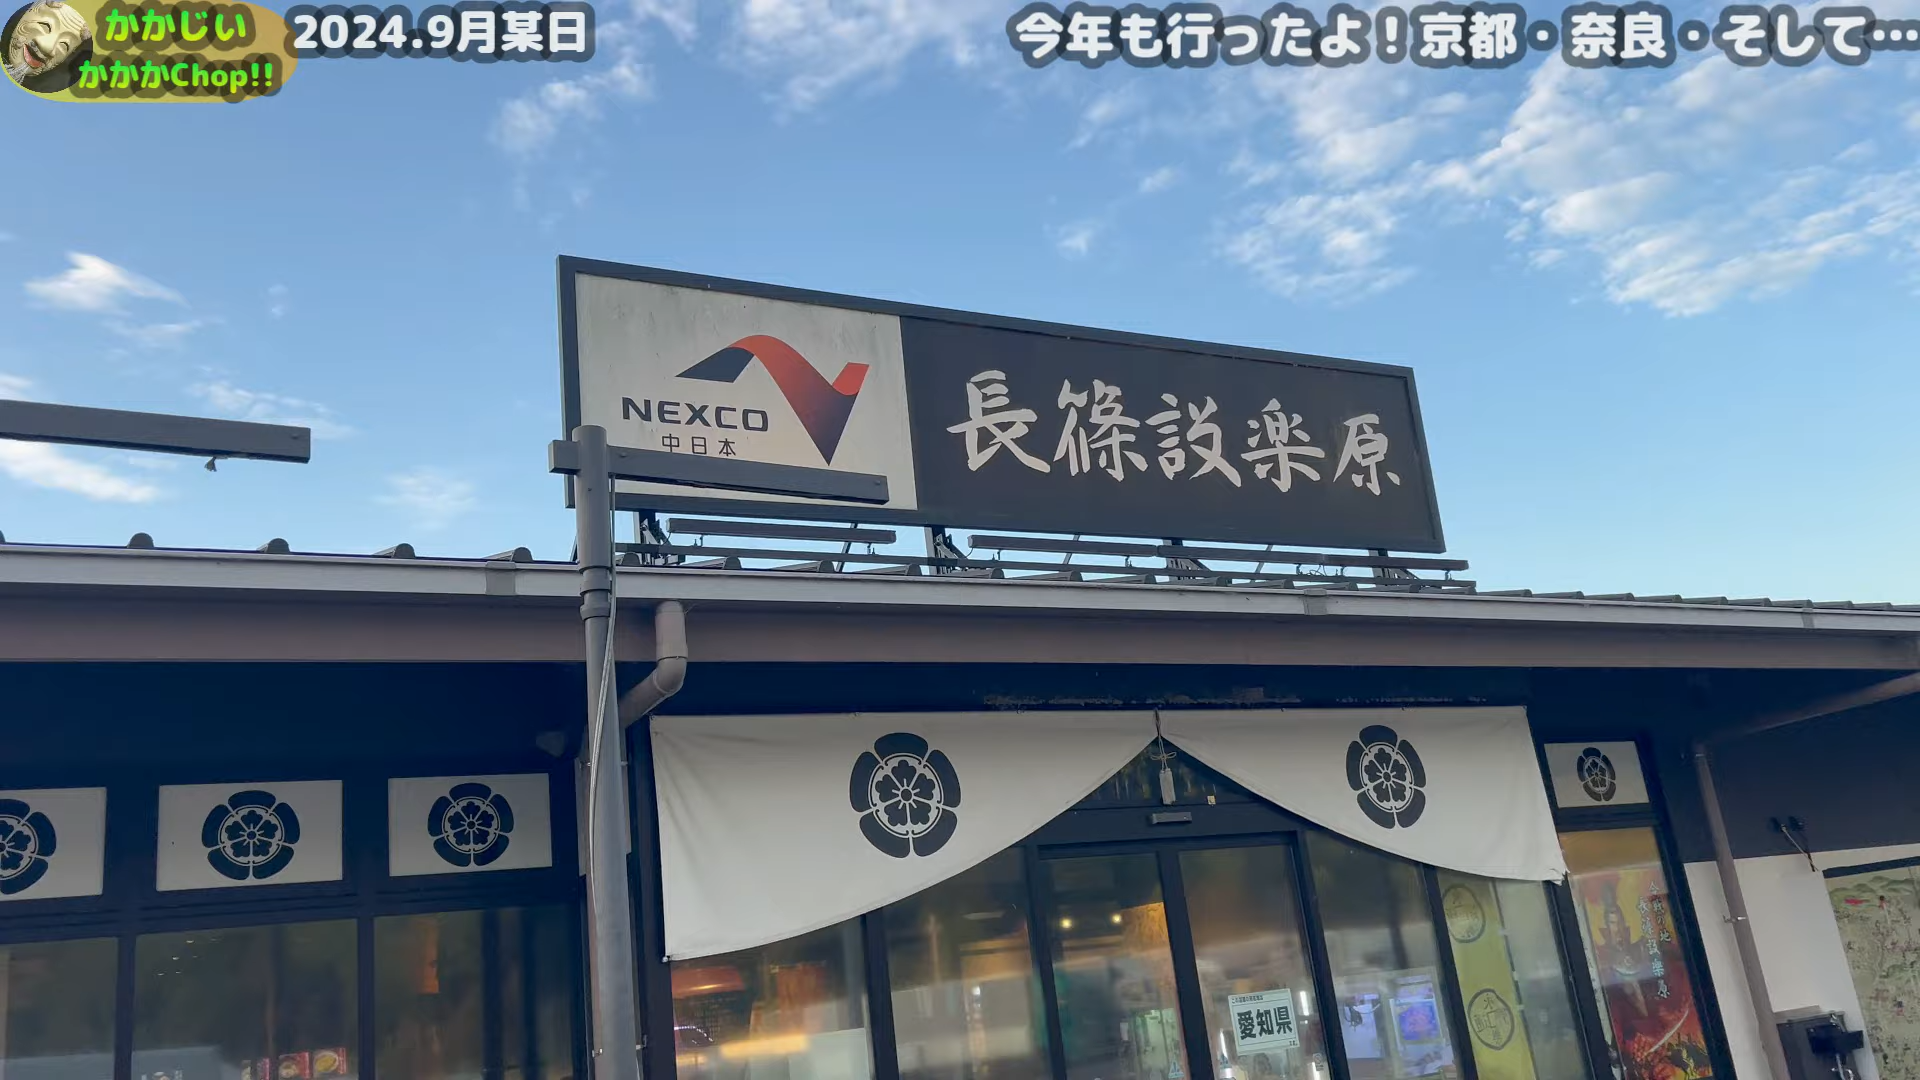 かかじい
かかかChop!!
2024.9月某日
今年も行ったよ！京都・奈良・そして…
NEXCO
中日本
長篠設楽原
愛知県